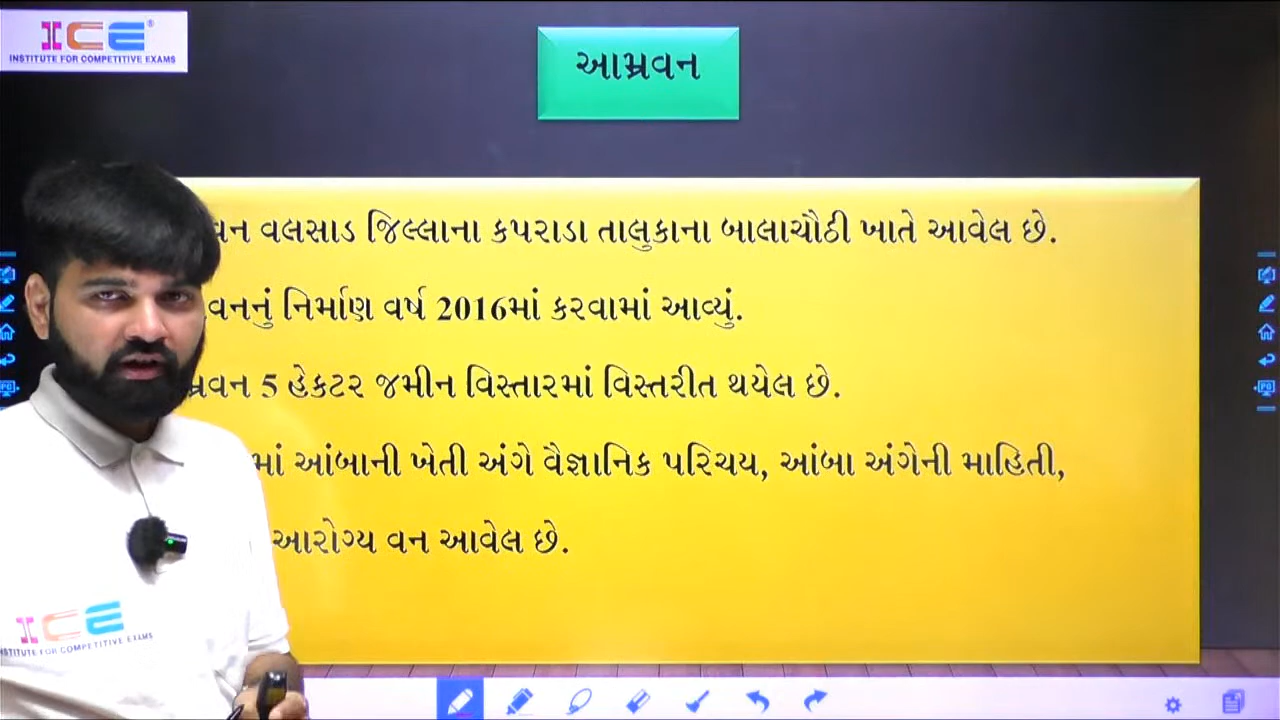 ICE
INSTITUTE FOR COMPETITIVE EXAMS
આમ્રવન
વન વલસાડ જિલ્લાના કપરાડા તાલુકાના બાલાચૌઠી ખાતે આવેલ છે.
વનનું નિર્માણ વર્ષ 2016માં કરવામાં આવ્યું.
મ્રવન 5 હેકટર જમીન વિસ્તારમાં વિસ્તરીત થયેલ છે.
માં આંબાની ખેતી અંગે વૈજ્ઞાનિક પરિચય, આંબા અંગેની માહિતી,
આરોગ્ય વન આવેલ છે.
ICE
INSTITUTE FOR COMPETITIVE EXAMS